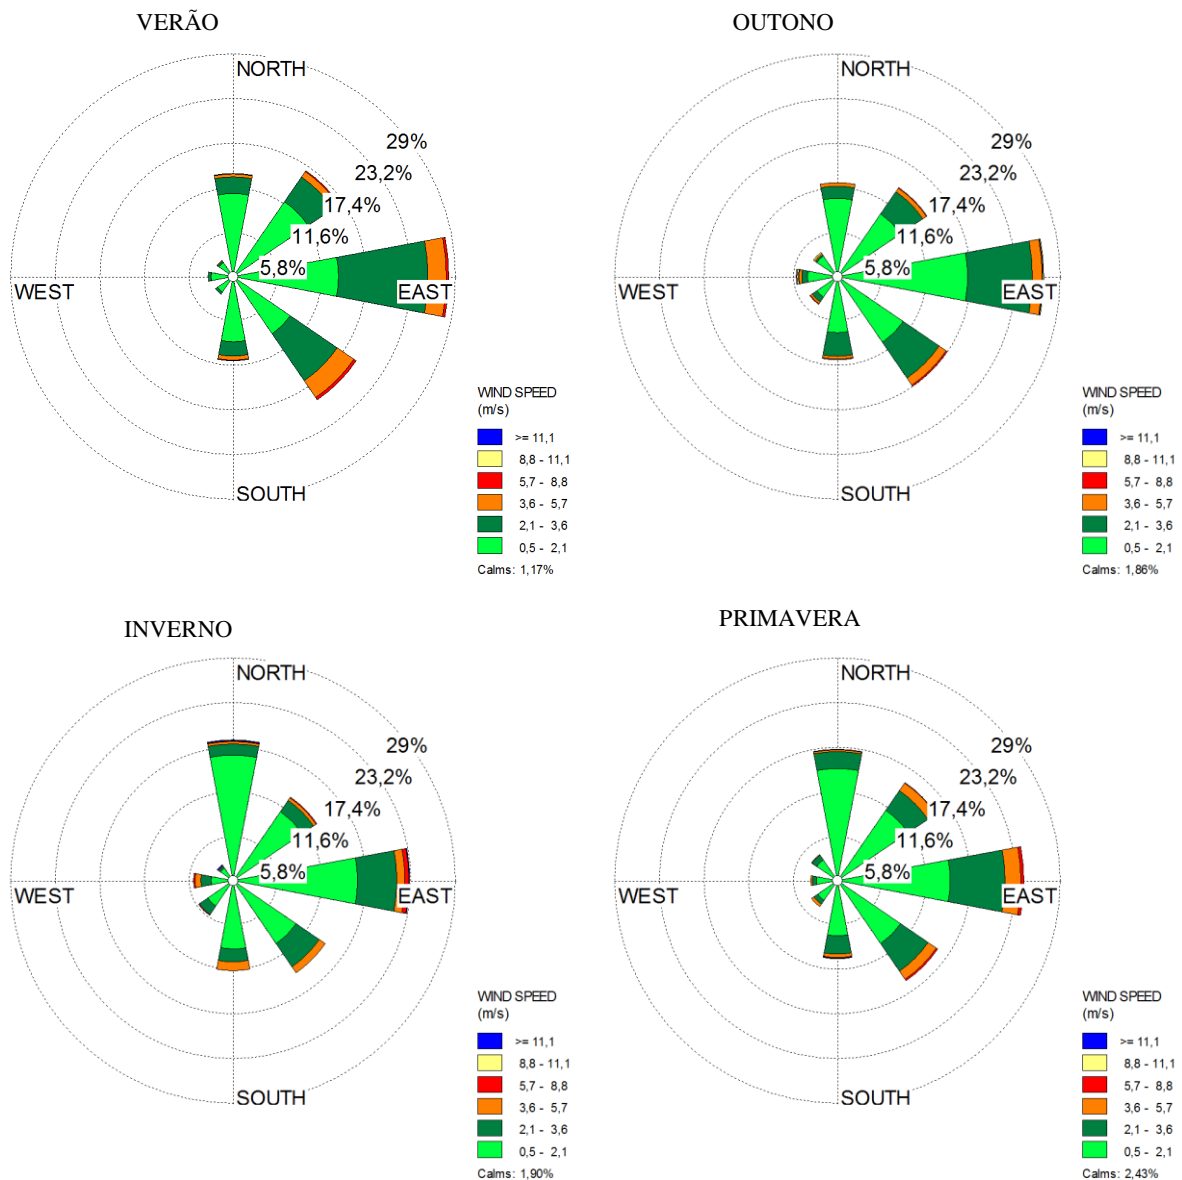 VERÃO
NORTH
29%
23,2%
17,4%
11,6%
5,8%
WEST
EAST
SOUTH
WIND SPEED
(m/s)
>= 11,1
8,8 - 11,1
5,7 - 8,8
3,6 - 5,7
2,1 - 3,6
0,5 - 2,1
Calms: 1,17%
OUTONO
NORTH
29%
23,2%
17,4%
11,6%
5,8%
WEST
EAST
SOUTH
WIND SPEED
(m/s)
>= 11,1
8,8 - 11,1
5,7 - 8,8
3,6 - 5,7
2,1 - 3,6
0,5 - 2,1
Calms: 1,86%
INVERNO
NORTH
29%
23,2%
17,4%
11,6%
5,8%
WEST
EAST
SOUTH
WIND SPEED
(m/s)
>= 11,1
8,8 - 11,1
5,7 - 8,8
3,6 - 5,7
2,1 - 3,6
0,5 - 2,1
Calms: 1,90%
PRIMAVERA
NORTH
29%
23,2%
17,4%
11,6%
5,8%
WEST
EAST
SOUTH
WIND SPEED
(m/s)
>= 11,1
8,8 - 11,1
5,7 - 8,8
3,6 - 5,7
2,1 - 3,6
0,5 - 2,1
Calms: 2,43%